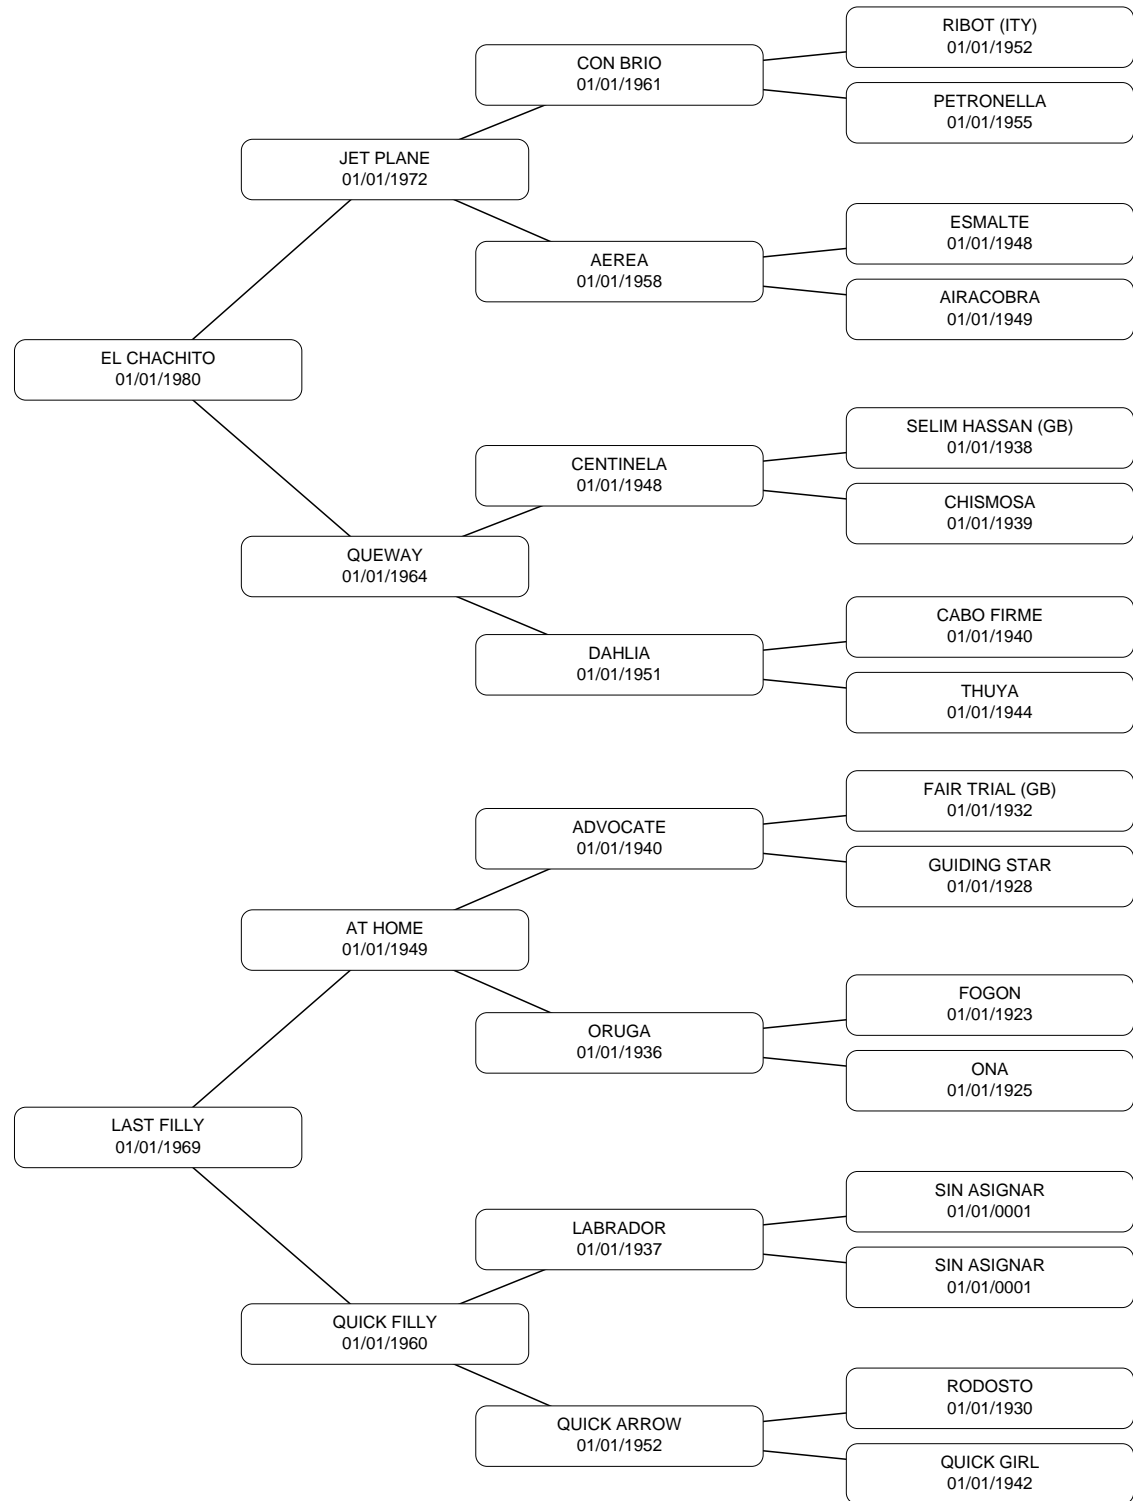 RIBOT (ITY)
01/01/1952
CON BRIO
01/01/1961
PETRONELLA
01/01/1955
JET PLANE
01/01/1972
ESMALTE
01/01/1948
AEREA
01/01/1958
AIRACOBRA
01/01/1949
EL CHACHITO
01/01/1980
SELIM HASSAN (GB)
01/01/1938
CENTINELA
01/01/1948
CHISMOSA
01/01/1939
QUEWAY
01/01/1964
CABO FIRME
01/01/1940
DAHLIA
01/01/1951
THUYA
01/01/1944
FAIR TRIAL (GB)
01/01/1932
ADVOCATE
01/01/1940
GUIDING STAR
01/01/1928
AT HOME
01/01/1949
FOGON
01/01/1923
ORUGA
01/01/1936
ONA
01/01/1925
LAST FILLY
01/01/1969
SIN ASIGNAR
01/01/0001
LABRADOR
01/01/1937
SIN ASIGNAR
01/01/0001
QUICK FILLY
01/01/1960
RODOSTO
01/01/1930
QUICK ARROW
01/01/1952
QUICK GIRL
01/01/1942